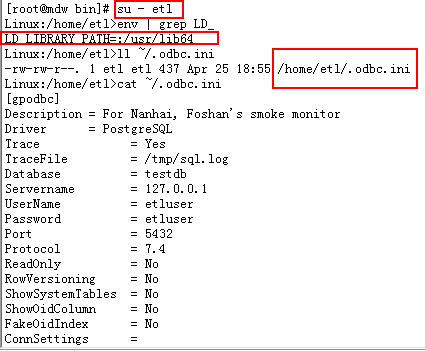 [root@mdw bin]# su - etl
Linux:/home/etl>env | grep LD_
LD_LIBRARY_PATH=:/usr/lib64
Linux:/home/etl>ll ~/.odbc.ini
-rw-rw-r--. 1 etl etl 437 Apr 25 18:55 /home/etl/.odbc.ini
Linux:/home/etl>cat ~/.odbc.ini
[gpodbc]
Description = For Nanhai, Foshan's smoke monitor
Driver = PostgreSQL
Trace = Yes
TraceFile = /tmp/sql.log
Database = testdb
Servername = 127.0.0.1
UserName = etluser
Password = etluser
Port = 5432
Protocol = 7.4
ReadOnly = No
RowVersioning = No
ShowSystemTables = No
ShowOidColumn = No
FakeOidIndex = No
ConnSettings =